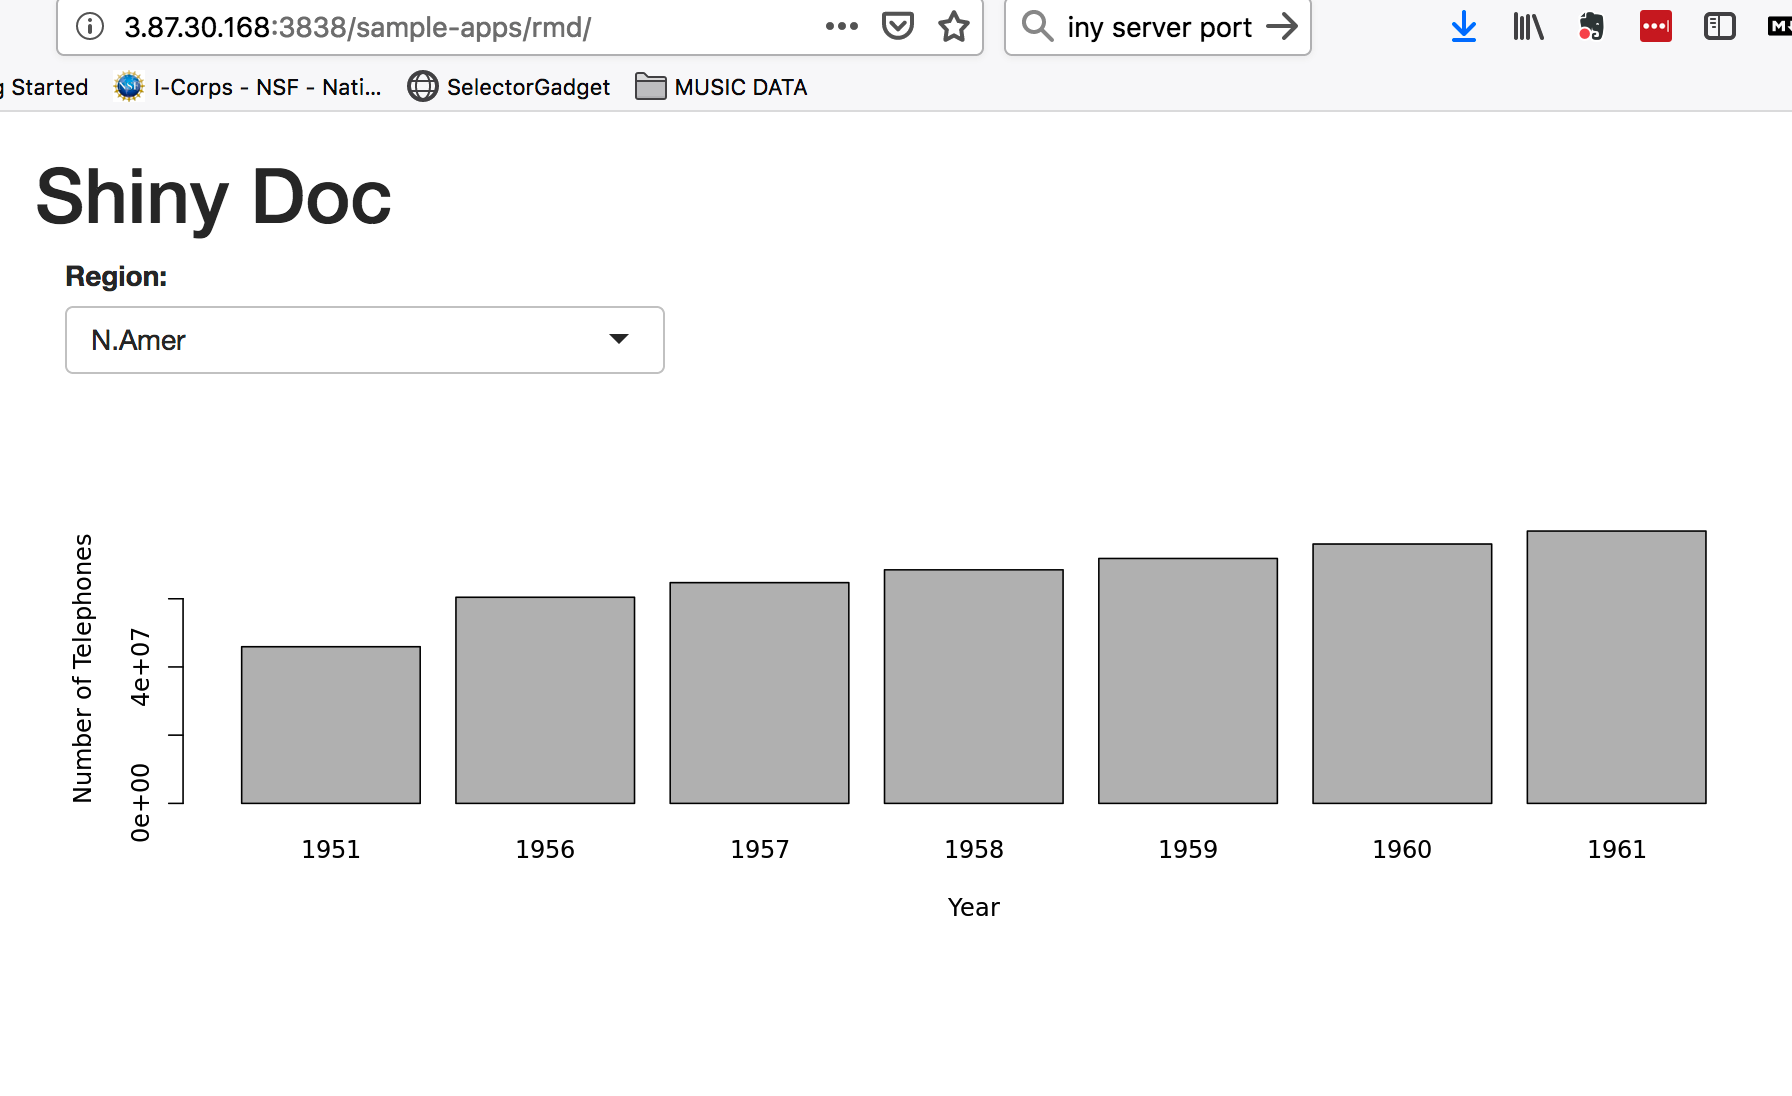 3.87.30.168:3838/sample-apps/rmd/
iny server port
Started
I-Corps - NSF - Nati...
SelectorGadget
MUSIC DATA
Shiny Doc
Region:
N.Amer
Number of Telephones
4e+07
0e+00
1951 1956 1957 1958 1959 1960 1961
Year